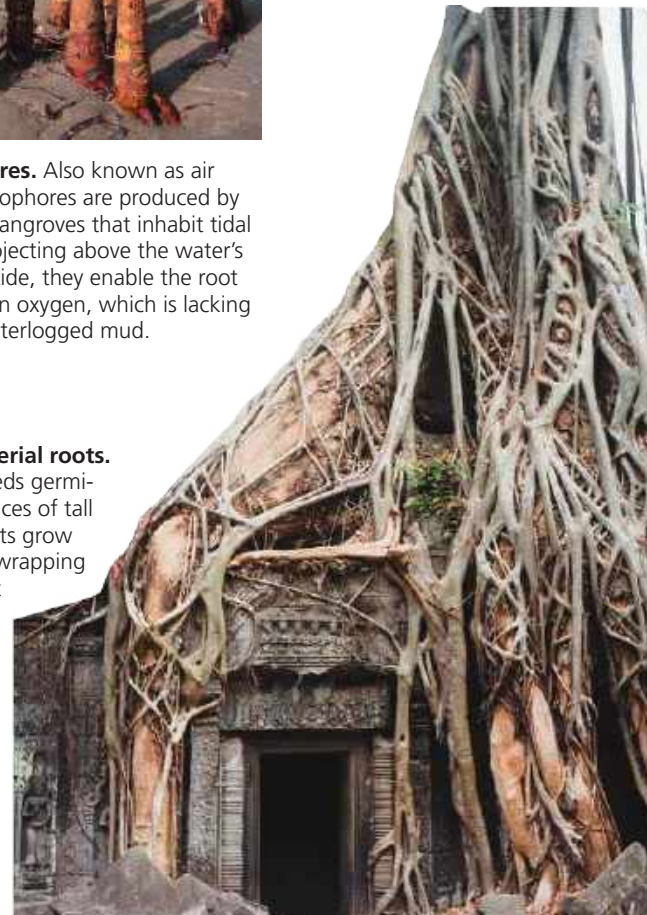 res. Also known as air
ophores are produced by
angroves that inhabit tidal
ojecting above the water's
ide, they enable the root
n oxygen, which is lacking
terlogged mud.
erial roots.
eds germi-
ces of tall
ts grow
wrapping